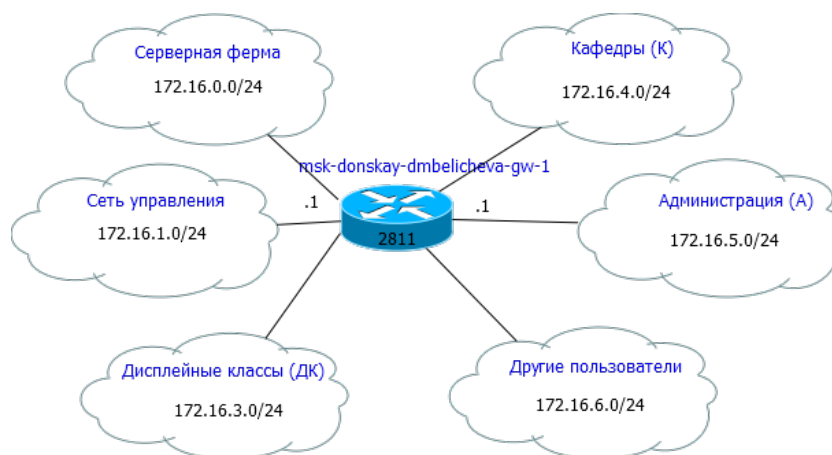 Серверная ферма
172.16.0.0/24
Кафедры (К)
172.16.4.0/24
msk-donskay-dmbelicheva-gw-1
Сеть управления
172.16.1.0/24
.1
.1
2811
Администрация (А)
172.16.5.0/24
Дисплейные классы (ДК)
172.16.3.0/24
Другие пользователи
172.16.6.0/24